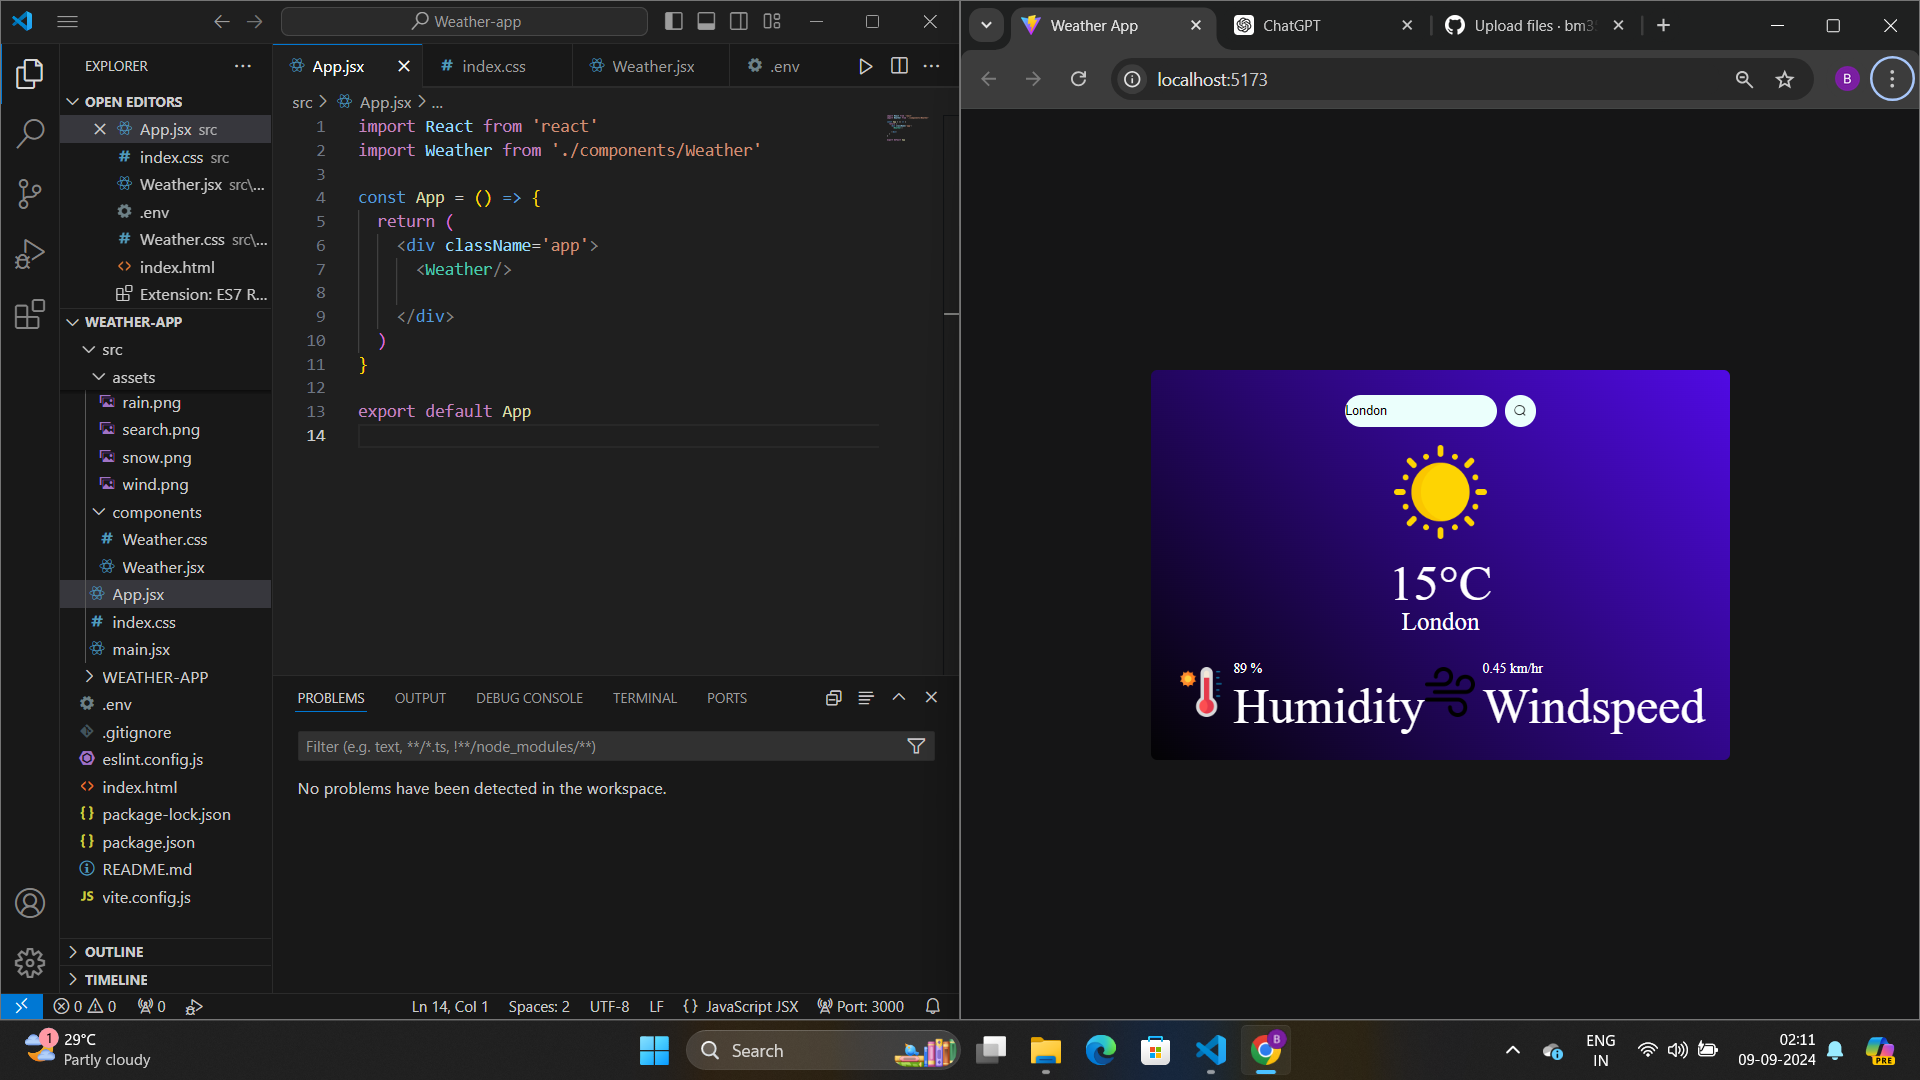 Weather-app
EXPLORER
OPEN EDITORS
App.jsx src
index.css src
Weather.jsx src\...
.env
Weather.css src\...
index.html
Extension: ES7 R...
WEATHER-APP
src
assets
rain.png
search.png
snow.png
wind.png
components
Weather.css
Weather.jsx
App.jsx
index.css
main.jsx
WEATHER-APP
.env
.gitignore
eslint.config.js
index.html
package-lock.json
package.json
README.md
vite.config.js
OUTLINE
TIMELINE
App.jsx
index.css
Weather.jsx
.env
src > App.jsx > ...
1 import React from 'react'
2 import Weather from './components/Weather'
3
4 const App = () => {
5 return (
6 <div className='app'>
7 <Weather/>
8
9 </div>
10 )
11 }
12
13 export default App
14
PROBLEMS OUTPUT DEBUG CONSOLE TERMINAL PORTS
Filter (e.g. text, **/*.ts, !**/node_modules/**)
No problems have been detected in the workspace.
0 0 0
Ln 14, Col 1 Spaces: 2 UTF-8 LF {} JavaScript JSX Port: 3000
Weather App
ChatGPT
Upload files · bm3
localhost:5173
B
London
15°C
London
89 %
Humidity
0.45 km/hr
Windspeed
1
29°C
Partly cloudy
Search
B
ENG
IN
02:11
09-09-2024
PRE